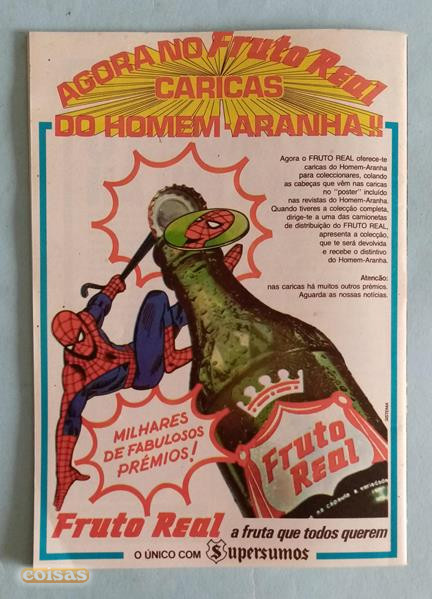 AGORA NO Fruto Real
CARICAS
DO HOMEM-ARANHA!!
Agora o FRUTO REAL oferece-te
caricas do Homem-Aranha
para coleccionares, colando
as cabeças que vêm nas caricas
no "poster" incluído
nas revistas do Homem-Aranha.
Quando tiveres a colecção completa,
dirige-te a uma das camionetas
de distribuição do FRUTO REAL,
apresenta a colecção,
que te será devolvida
e recebe o distintivo
do Homem-Aranha.
Atenção:
nas caricas há muitos outros prémios.
Aguarda as nossas notícias.
MILHARES
DE FABULOSOS
PRÉMIOS!
Fruto
REAL
na cápsula a variedade
Fruto Real a fruta que todos querem
O ÚNICO COM Supersumos
coisas